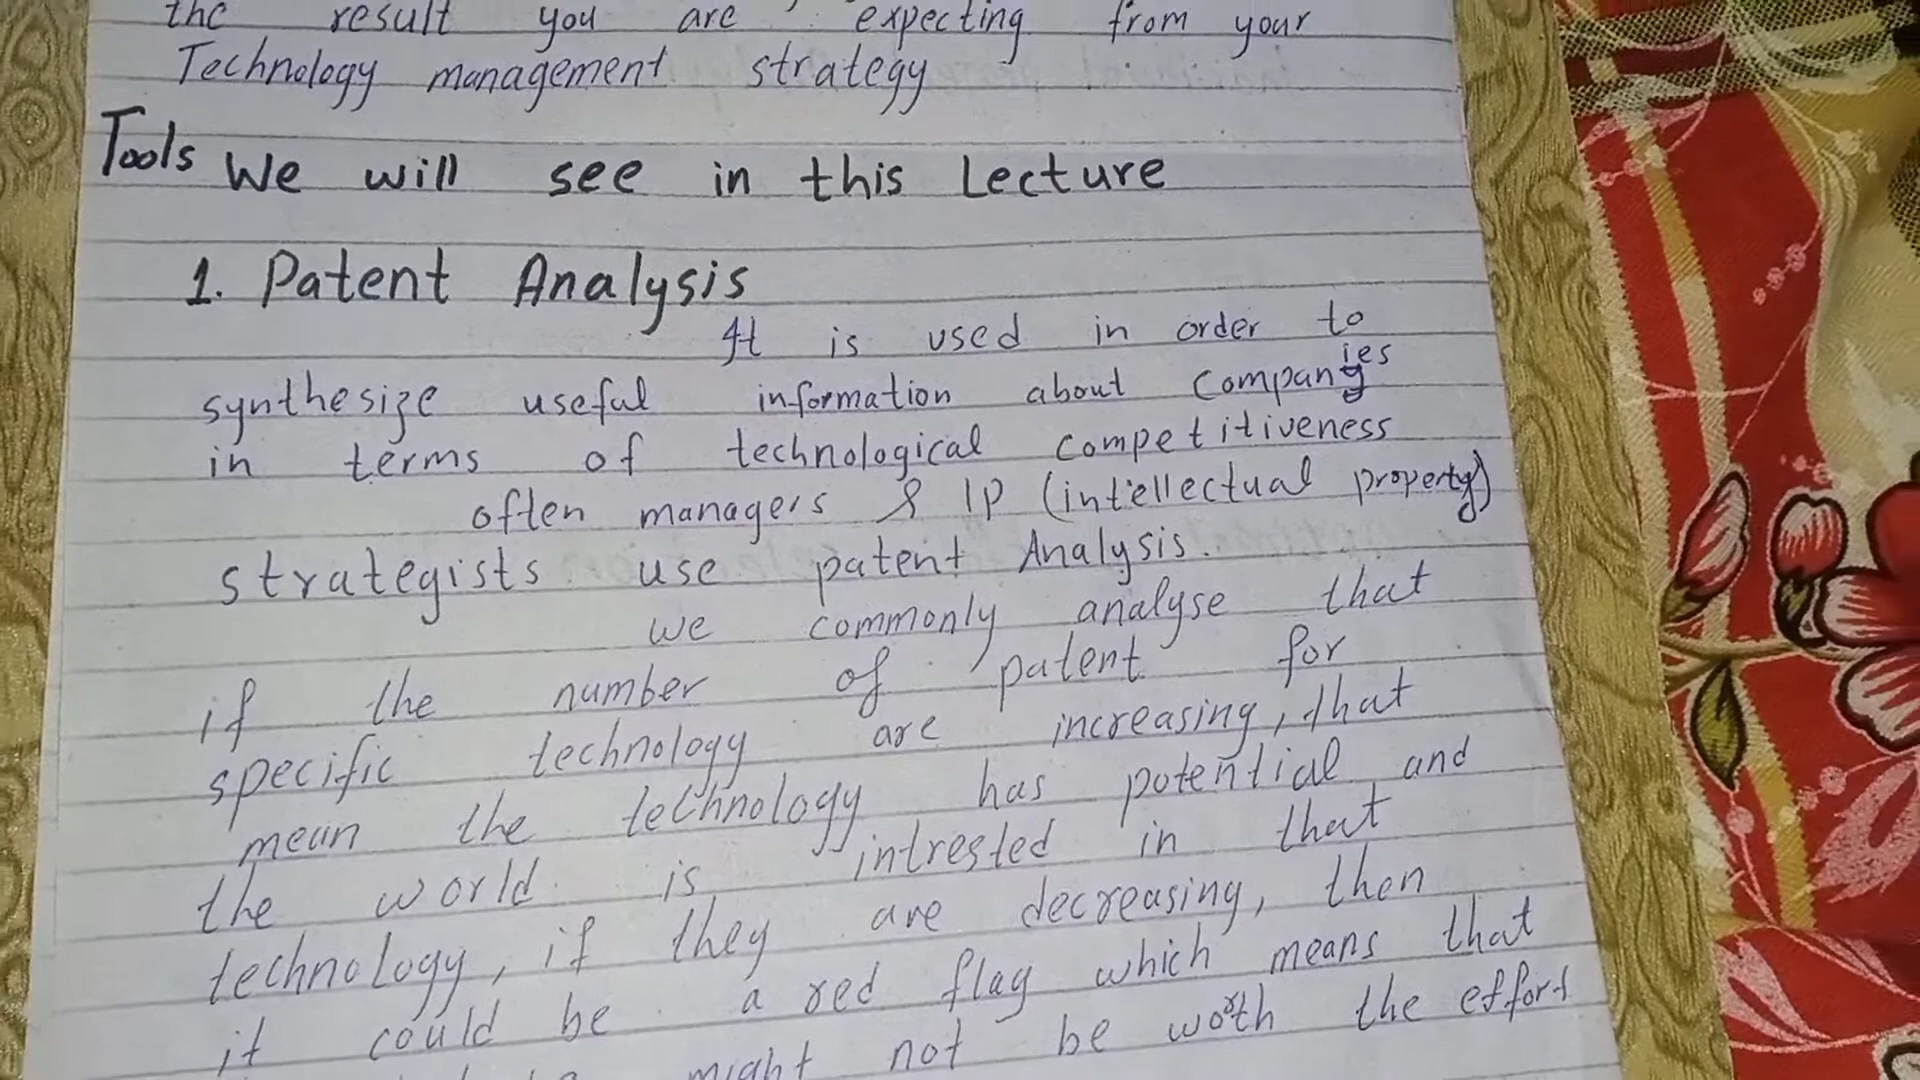 the result you are expecting from your
Technology management strategy
Tools We will see in this Lecture
1. Patent Analysis
It is used in order to
synthesize useful information about Companies
in terms of technological competitiveness
often managers & IP (intellectual property)
strategists use patent Analysis.
we commonly analyse that
if the number of patent for
specific technology are increasing, that
mean the technology has potential and
the world is intrested in that
technology, if they are decreasing, then
it could be a red flag which means that
might not be worth the effort